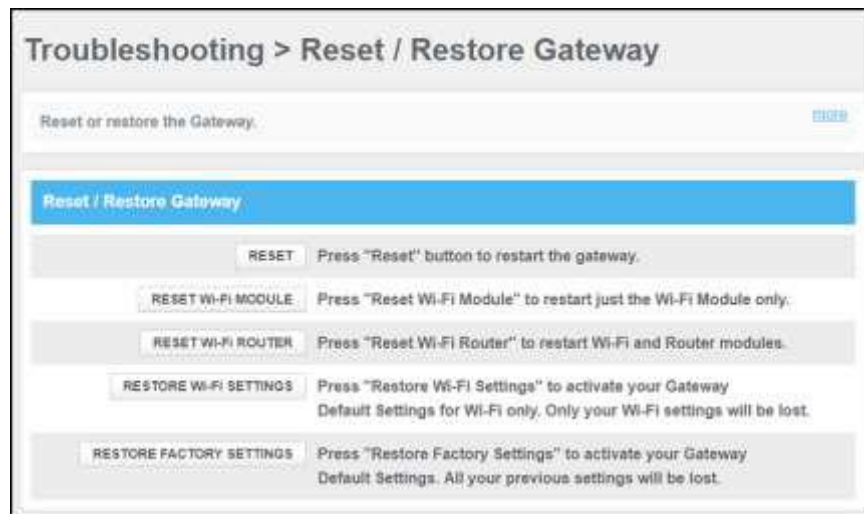 Troubleshooting > Reset / Restore Gateway
Reset or restore the Gateway.
more
Reset / Restore Gateway
RESET Press "Reset" button to restart the gateway.
RESET Wi-Fi MODULE Press "Reset Wi-Fi Module" to restart just the Wi-Fi Module only.
RESET Wi-Fi ROUTER Press "Reset Wi-Fi Router" to restart Wi-Fi and Router modules.
RESTORE Wi-Fi SETTINGS Press "Restore Wi-Fi Settings" to activate your Gateway
Default Settings for Wi-Fi only. Only your Wi-Fi settings will be lost.
RESTORE FACTORY SETTINGS Press "Restore Factory Settings" to activate your Gateway
Default Settings. All your previous settings will be lost.